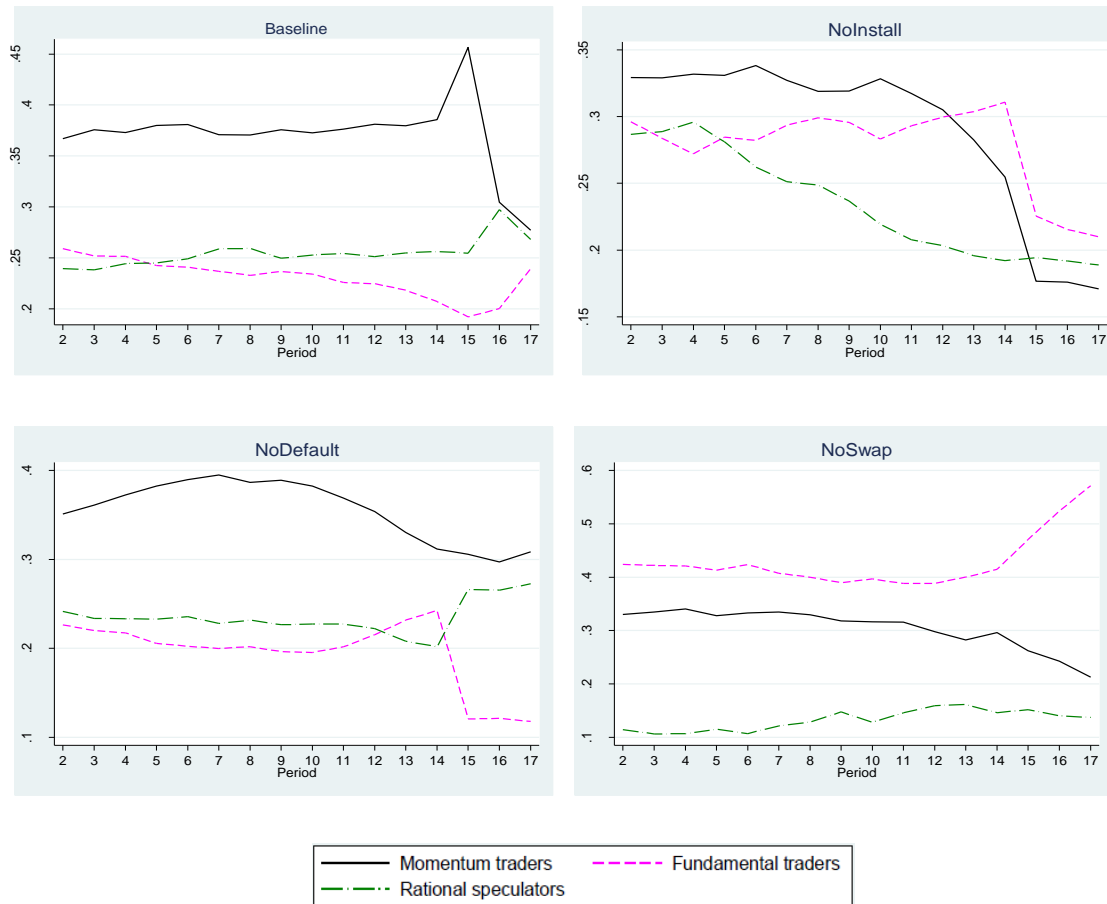 Baseline
.45
.4
.35
.3
.25
.2
2 3 4 5 6 7 8 9 10 11 12 13 14 15 16 17
Period
NoInstall
.35
.3
.25
.2
.15
2 3 4 5 6 7 8 9 10 11 12 13 14 15 16 17
Period
NoDefault
.4
.3
.2
.1
2 3 4 5 6 7 8 9 10 11 12 13 14 15 16 17
Period
NoSwap
.6
.5
.4
.3
.2
.1
2 3 4 5 6 7 8 9 10 11 12 13 14 15 16 17
Period
Momentum traders Fundamental traders
Rational speculators